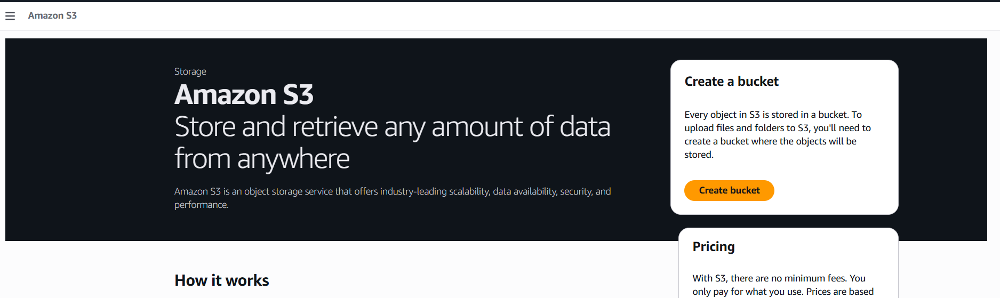 Amazon S3
Storage
Amazon S3
Store and retrieve any amount of data
from anywhere
Amazon S3 is an object storage service that offers industry-leading scalability, data availability, security, and
performance.
Create a bucket
Every object in S3 is stored in a bucket. To
upload files and folders to S3, you'll need to
create a bucket where the objects will be
stored.
Create bucket
Pricing
With S3, there are no minimum fees. You
only pay for what you use. Prices are based
How it works